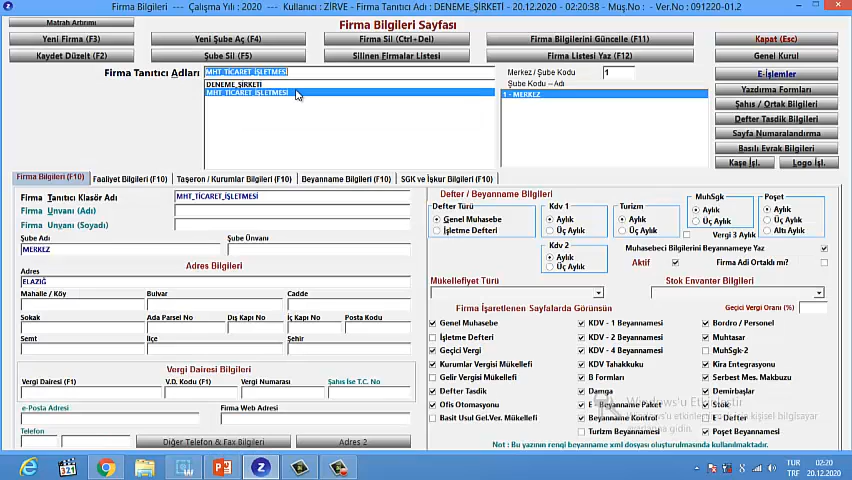 Firma Bilgileri --- Çalışma Yılı : 2020 --- Kullanıcı : ZİRVE - Firma Tanıtıcı Adı : DENEME_ŞİRKETİ - 20.12.2020 - 02:20:38 - Muş.No : - Ver.No : 091220-01.2
Matrah Artırımı
Firma Bilgileri Sayfası
Yeni Firma (F3)
Yeni Şube Aç (F4)
Firma Sil (Ctrl+Del)
Firma Bilgilerini Güncelle (F11)
Kapat (Esc)
Kaydet Düzelt (F2)
Şube Sil (F5)
Silinen Firmalar Listesi
Firma Listesi Yaz (F12)
Genel Kurul
Firma Tanıtıcı Adları
MHT_TİCARET_İŞLETMESİ
Merkez / Şube Kodu
1
E-İşlemler
DENEME_ŞİRKETİ
Şube Kodu -- Adı
MHT_TİCARET_İŞLETMESİ
1 - MERKEZ
Yazdırma Formları
Şahıs / Ortak Bilgileri
Defter Tasdik Bilgileri
Sayfa Numaralandırma
Basılı Evrak Bilgileri
Kaşe İşl.
Logo İşl.
Firma Bilgileri (F10)
Faaliyet Bilgileri (F10)
Taşeron / Kurumlar Bilgileri (F10)
Beyanname Bilgileri (F10)
SGK ve İşkur Bilgileri (F10)
Firma Tanıtıcı Klasör Adı
MHT_TİCARET_İŞLETMESİ
Firma Ünvanı (Adı)
Firma Unvanı (Soyadı)
Şube Adı
Şube Ünvanı
MERKEZ
Adres Bilgileri
Adres
ELAZIĞ
Mahalle / Köy
Bulvar
Cadde
Sokak
Ada Parsel No
Dış Kapı No
İç Kapı No
Posta Kodu
Semt
İlçe
Şehir
Vergi Dairesi Bilgileri
Vergi Dairesi (F1)
V.D. Kodu (F1)
Vergi Numarası
Şahıs İse T.C. No
e-Posta Adresi
Firma Web Adresi
Telefon
Diğer Telefon & Fax Bilgileri
Adres 2
Defter / Beyanname Bilgileri
Defter Türü
Genel Muhasebe
İşletme Defteri
Kdv 1
Aylık
Üç Aylık
Turizm
Aylık
Üç Aylık
MuhSgk
Aylık
Üç Aylık
Poşet
Aylık
Üç Aylık
Altı Aylık
Vergi 3 Aylık
Kdv 2
Aylık
Üç Aylık
Muhasebeci Bilgilerini Beyannameye Yaz
Aktif
Firma Adi Ortaklı mı?
Mükellefiyet Türü
Stok Envanter Bilgileri
Firma İşaretlenen Sayfalarda Görünsün
Geçici Vergi Oranı (%)
Genel Muhasebe
KDV - 1 Beyannamesi
Bordro / Personel
İşletme Defteri
KDV - 2 Beyannamesi
Muhtasar
Geçici Vergi
KDV - 4 Beyannamesi
MuhSgk-2
Kurumlar Vergisi Mükellefi
KDV Tahakkuku
Kira Entegrasyonu
Gelir Vergisi Mükellefi
B Formları
Serbest Mes. Makbuzu
Defter Tasdik
Damga
Demirbaşlar
Ofis Otomasyonu
E - Beyanname Paket
Stok
Basit Usul Gel.Ver. Mükellefi
Beyanname Kontrol
E - Defter
Turizm Beyannamesi
Poşet Beyannamesi
Windows'u Etkinleştir
Windows'u etkinleştirmek için kişisel bilgisayar
Not : Bu yazının rengi beyanname xml dosyası oluşturulmasında kullanılmaktadır.
321
TUR
TRF
02:20
20.12.2020